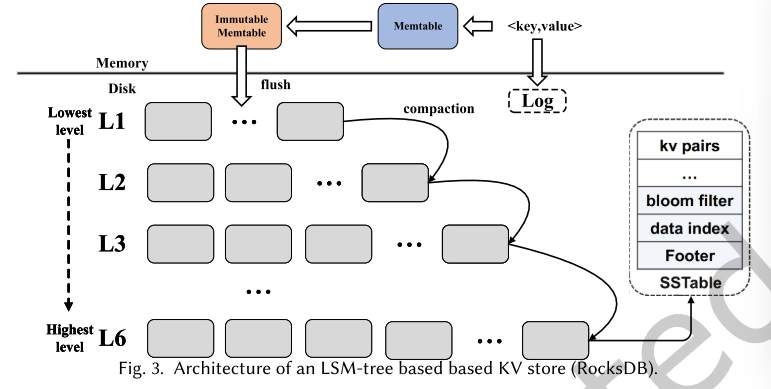 Immutable
Memtable
Memtable
<key,value>
Memory
Disk
flush
Log
Lowest
level
L1
...
compaction
L2
...
L3
...
...
Highest
level
L6
...
kv pairs
...
bloom filter
data index
Footer
SSTable
Fig. 3. Architecture of an LSM-tree based based KV store (RocksDB).